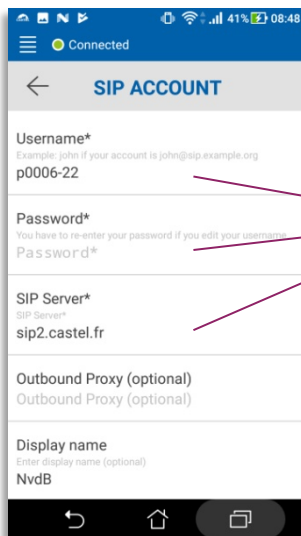 41% 08:48
Connected
SIP ACCOUNT
Username*
Example: john if your account is john@sip.example.org
p0006-22
Password*
You have to re-enter your password if you edit your username
Password*
SIP Server*
SIP Server*
sip2.castel.fr
Outbound Proxy (optional)
Outbound Proxy (optional)
Display name
Enter display name (optional)
NvdB